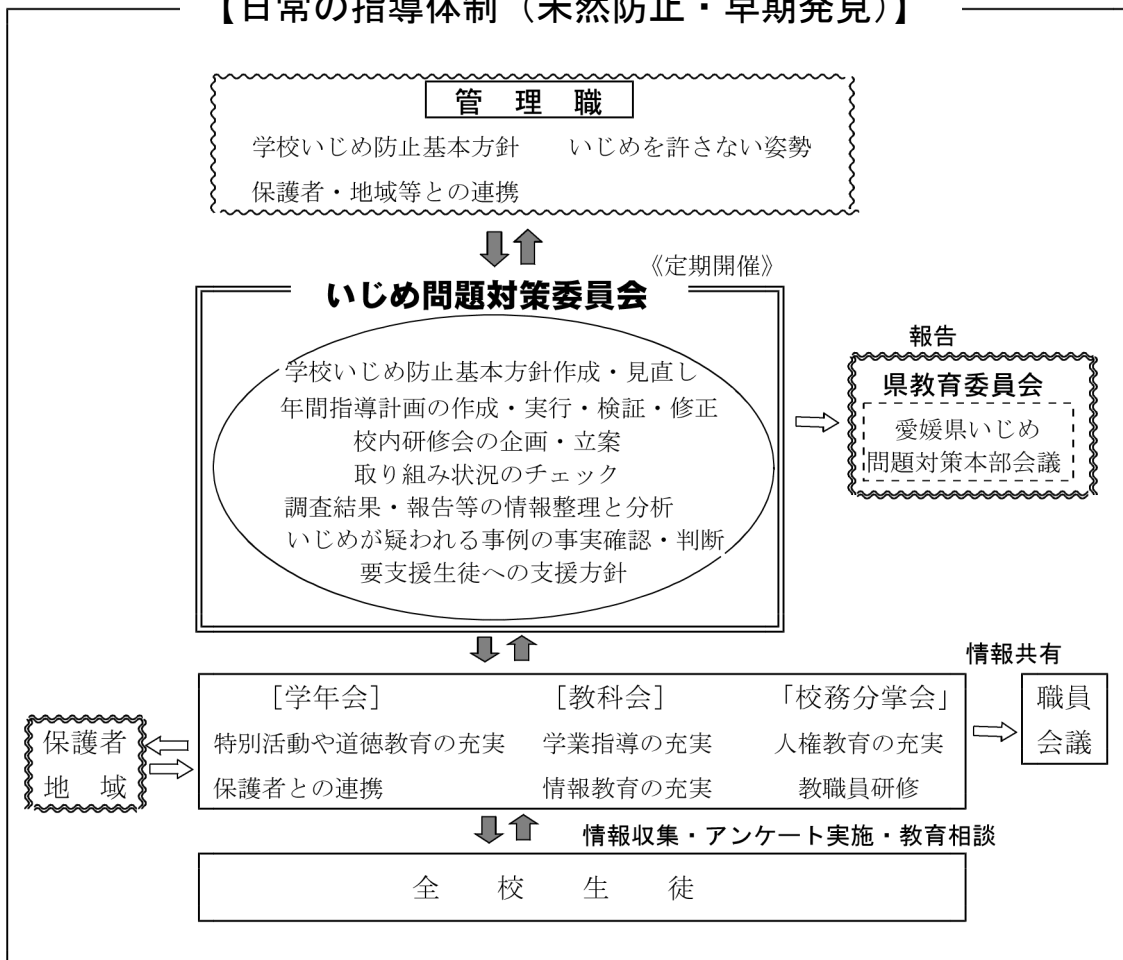 【日常の指導体制（未然防止・早期発見）】
管　理　職
学校いじめ防止基本方針　いじめを許さない姿勢
保護者・地域等との連携
《定期開催》
いじめ問題対策委員会
学校いじめ防止基本方針作成・見直し
年間指導計画の作成・実行・検証・修正
校内研修会の企画・立案
取り組み状況のチェック
調査結果・報告等の情報整理と分析
いじめが疑われる事例の事実確認・判断
要支援生徒への支援方針
報告
県教育委員会
愛媛県いじめ
問題対策本部会議
［学年会］
特別活動や道徳教育の充実
保護者との連携
［教科会］
学業指導の充実
情報教育の充実
「校務分掌会」
人権教育の充実
教職員研修
情報共有
職員
会議
保護者
地　域
情報収集・アンケート実施・教育相談
全　校　生　徒